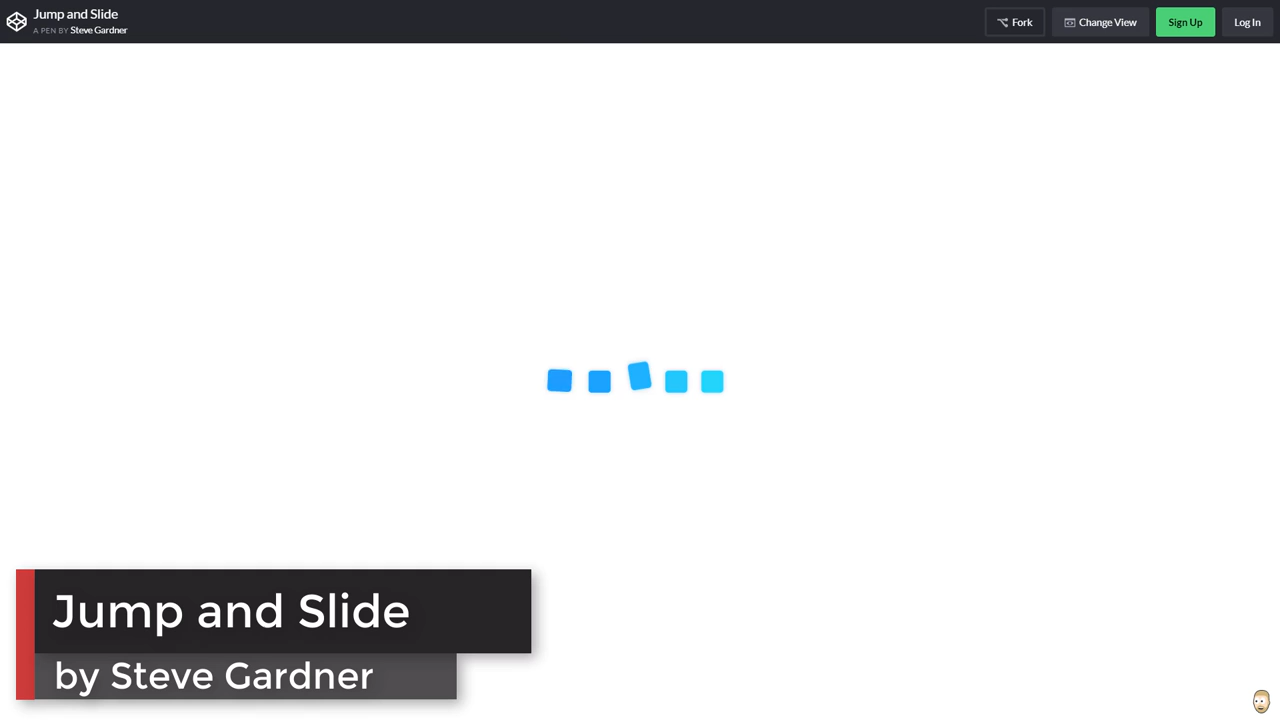 Jump and Slide
A PEN BY Steve Gardner
Fork
Change View
Sign Up
Log In
Jump and Slide
by Steve Gardner